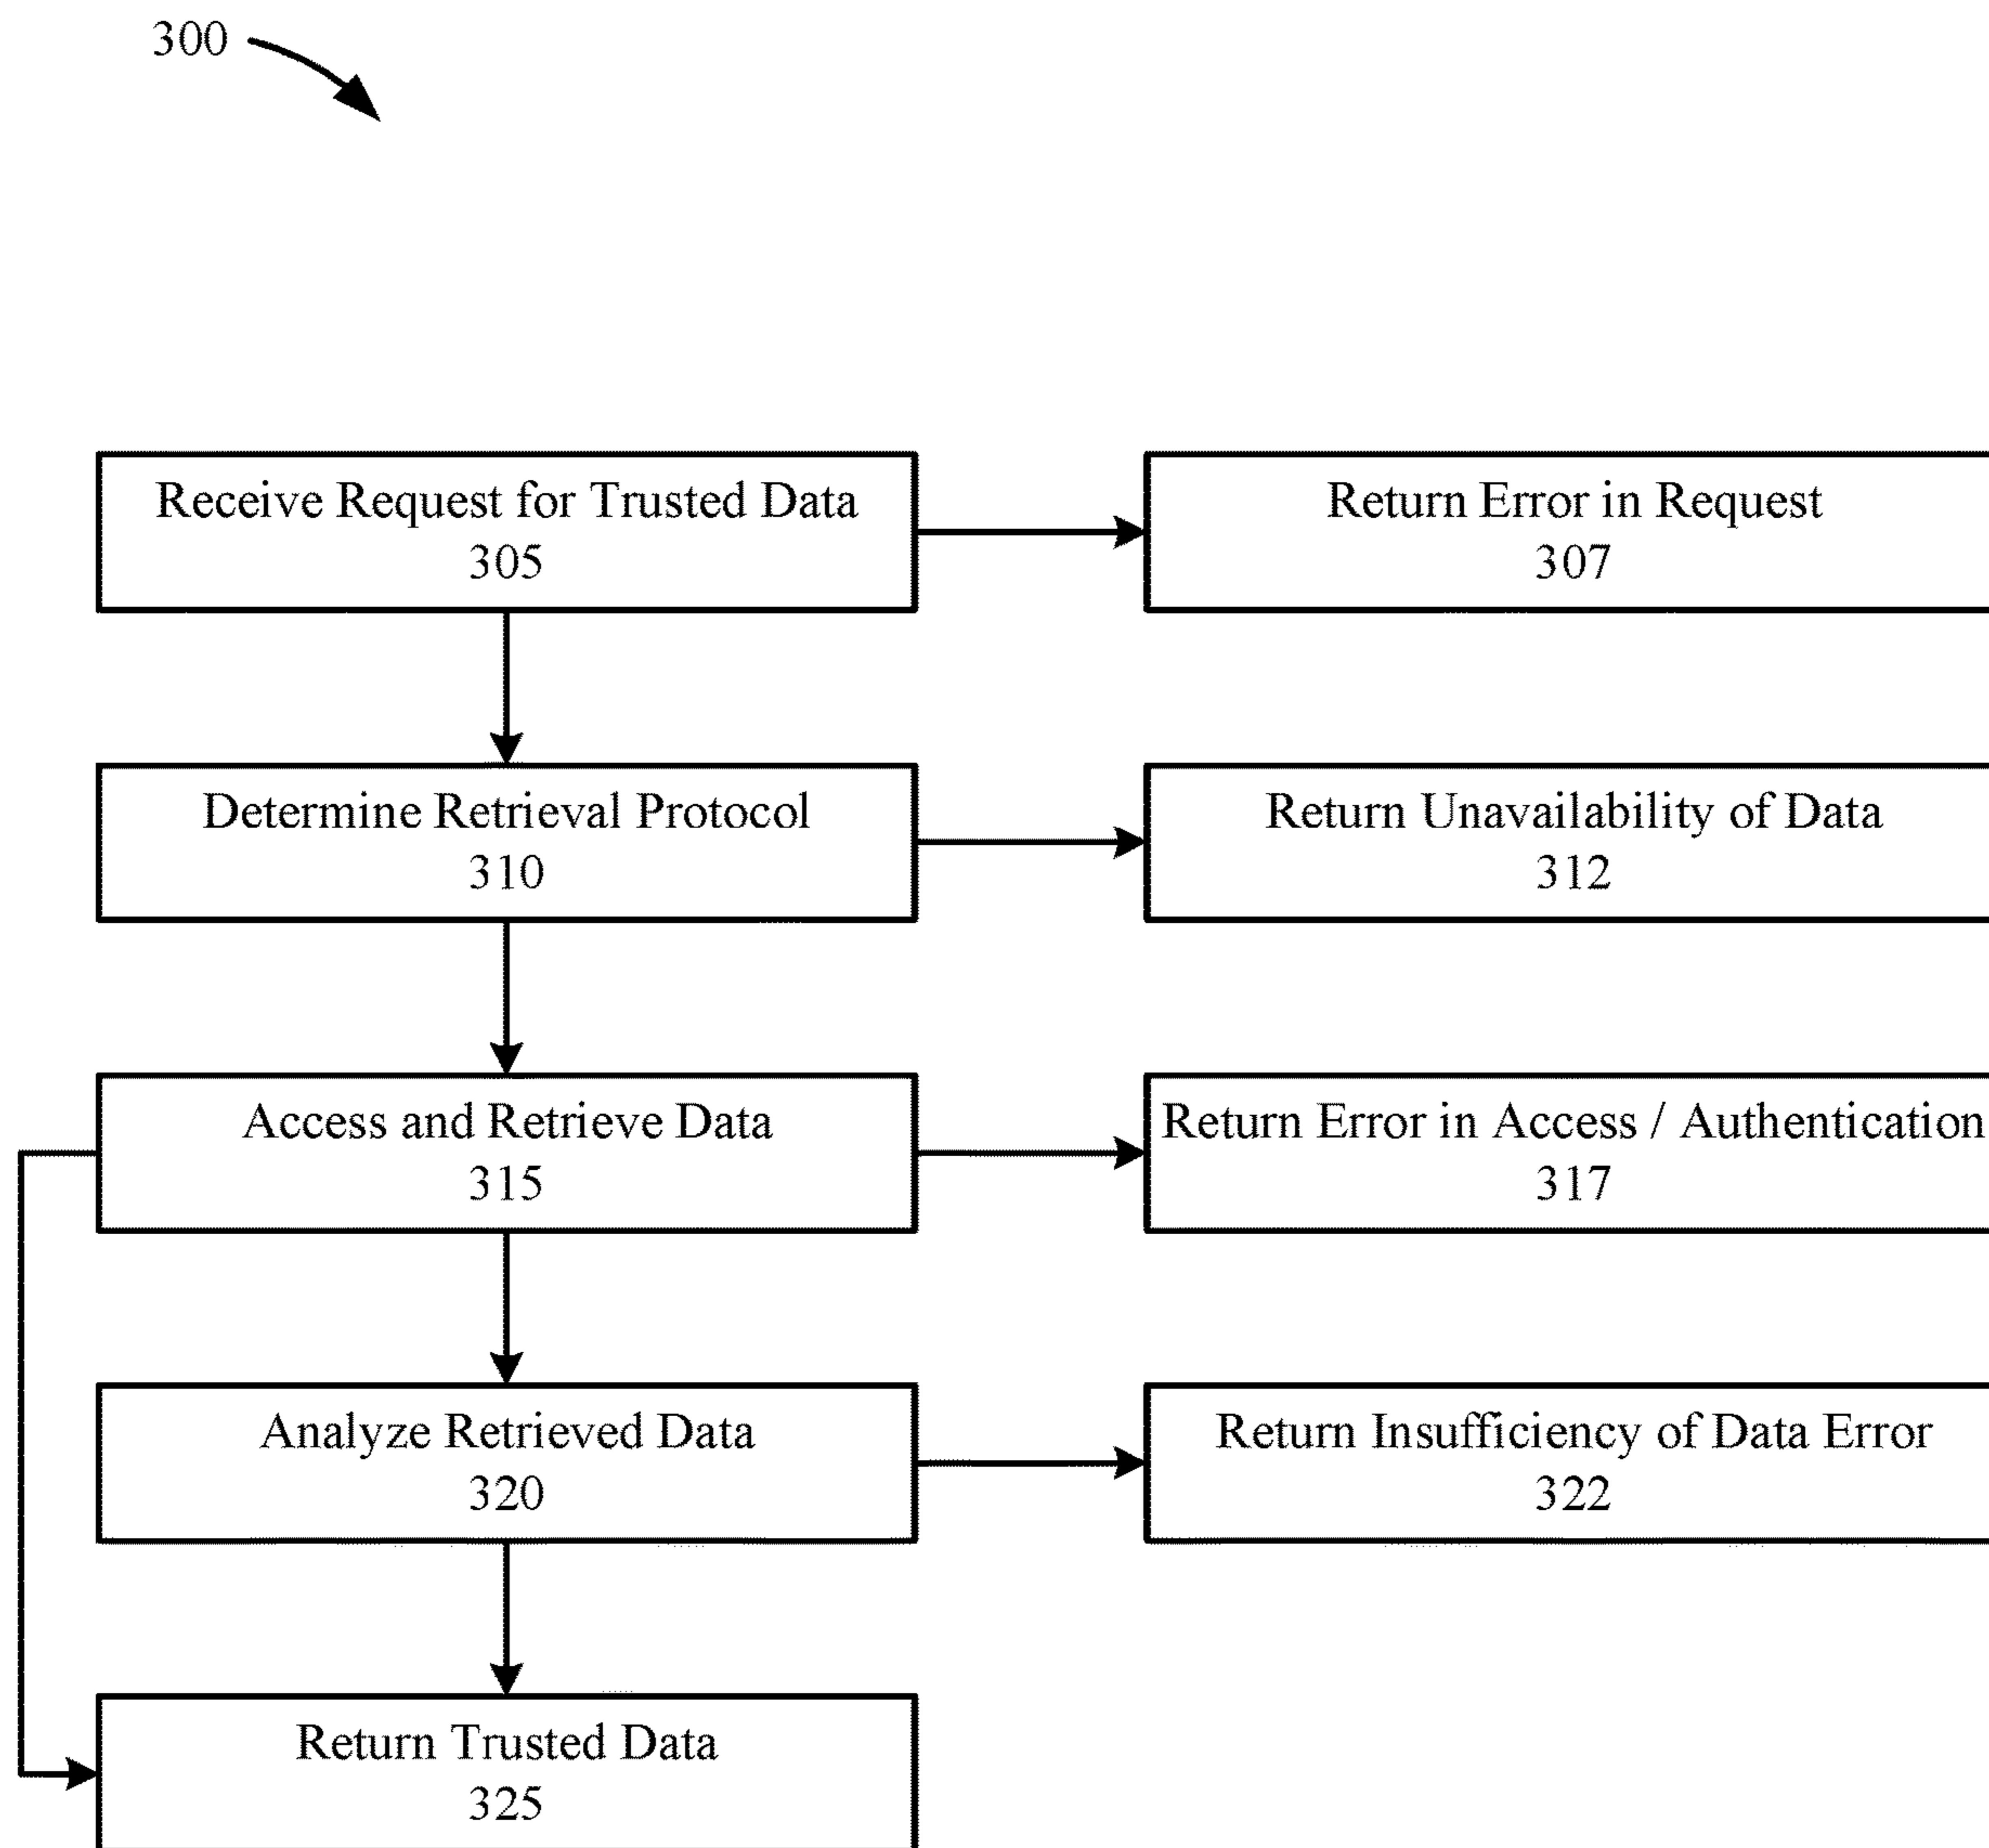 300
Receive Request for Trusted Data
305
Return Error in Request
307
Determine Retrieval Protocol
310
Return Unavailability of Data
312
Access and Retrieve Data
315
Return Error in Access / Authentication
317
Analyze Retrieved Data
320
Return Insufficiency of Data Error
322
Return Trusted Data
325